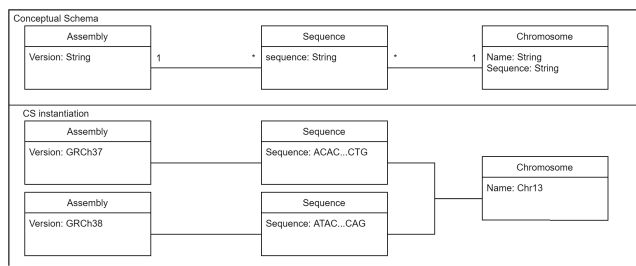 Conceptual Schema
Assembly
Version: String
1
*
Sequence
sequence: String
*
1
Chromosome
Name: String
Sequence: String
CS instantiation
Assembly
Version: GRCh37
Sequence
Sequence: ACAC...CTG
Chromosome
Name: Chr13
Assembly
Version: GRCh38
Sequence
Sequence: ATAC...CAG